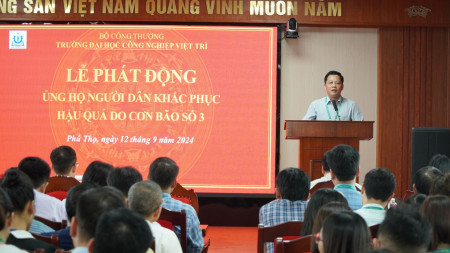 NG SẢN VIỆT NAM QUANG VINH MUÔN NĂM
BỘ CÔNG THƯƠNG
TRƯỜNG ĐẠI HỌC CÔNG NGHIỆP VIỆT TRÌ
LỄ PHÁT ĐỘNG
ỦNG HỘ NGƯỜI DÂN KHẮC PHỤC
HẬU QUẢ DO CƠN BÃO SỐ 3
Phú Thọ, ngày 12 tháng 9 năm 2024